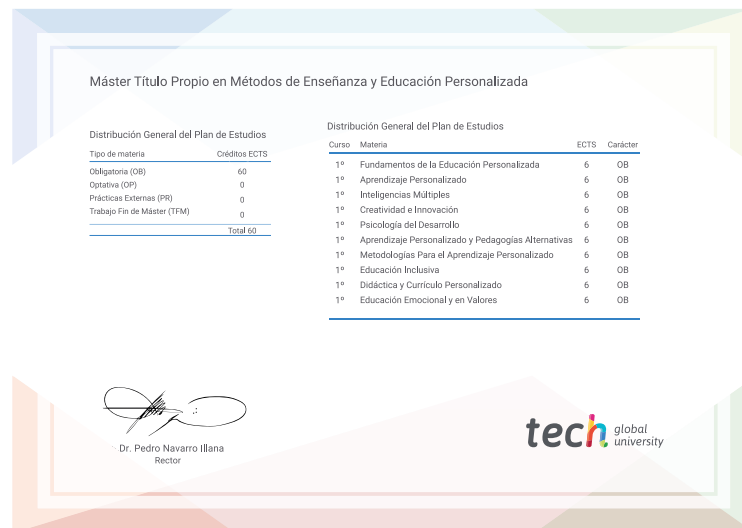 Máster Título Propio en Métodos de Enseñanza y Educación Personalizada
Distribución General del Plan de Estudios
Tipo de materia Créditos ECTS
Obligatoria (OB) 60
Optativa (OP) 0
Prácticas Externas (PR) 0
Trabajo Fin de Máster (TFM) 0
Total 60
Distribución General del Plan de Estudios
Curso Materia ECTS Carácter
1º Fundamentos de la Educación Personalizada 6 OB
1º Aprendizaje Personalizado 6 OB
1º Inteligencias Múltiples 6 OB
1º Creatividad e Innovación 6 OB
1º Psicología del Desarrollo 6 OB
1º Aprendizaje Personalizado y Pedagogías Alternativas 6 OB
1º Metodologías Para el Aprendizaje Personalizado 6 OB
1º Educación Inclusiva 6 OB
1º Didáctica y Currículo Personalizado 6 OB
1º Educación Emocional y en Valores 6 OB
Dr. Pedro Navarro Illana
Rector
tech global
university